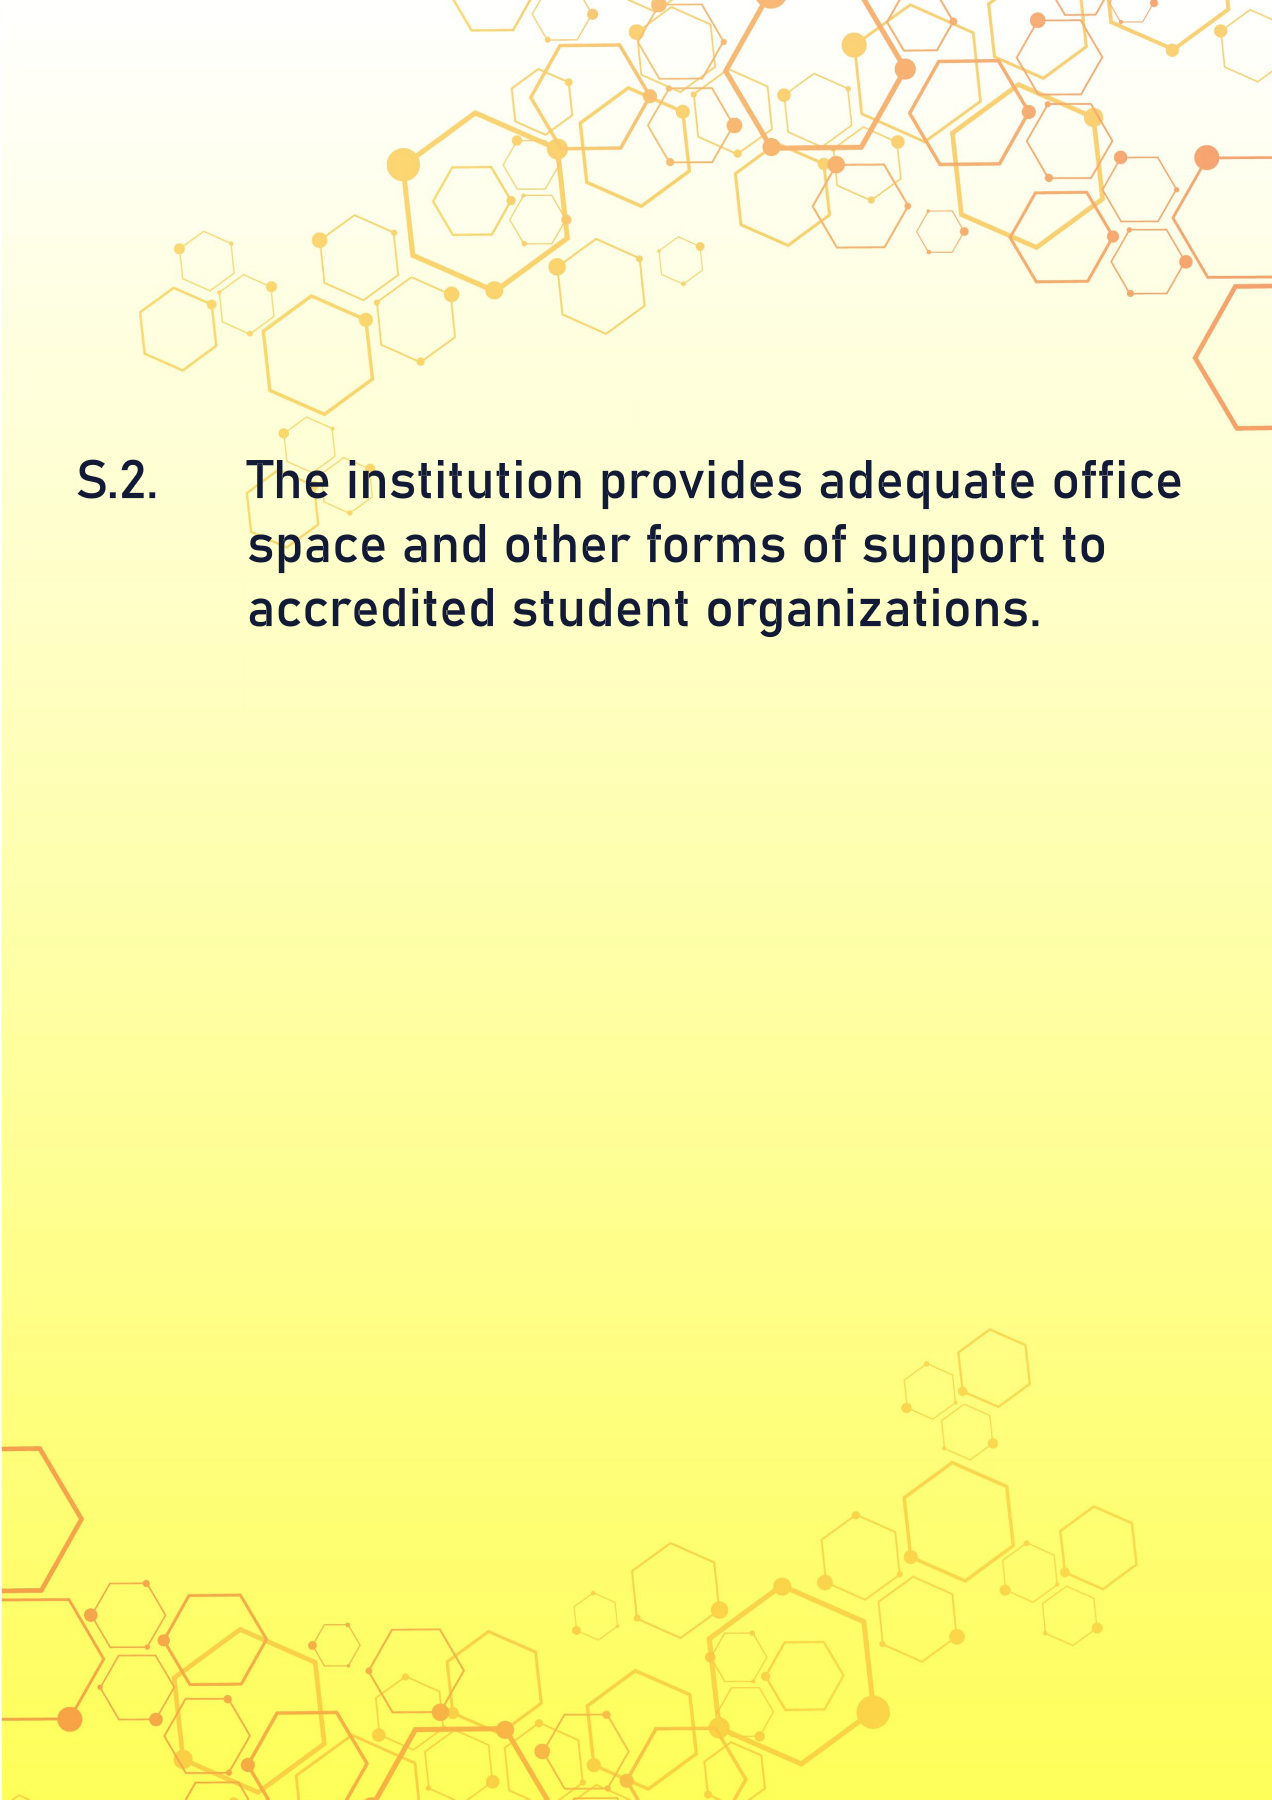 S.2. The institution provides adequate office
space and other forms of support to
accredited student organizations.